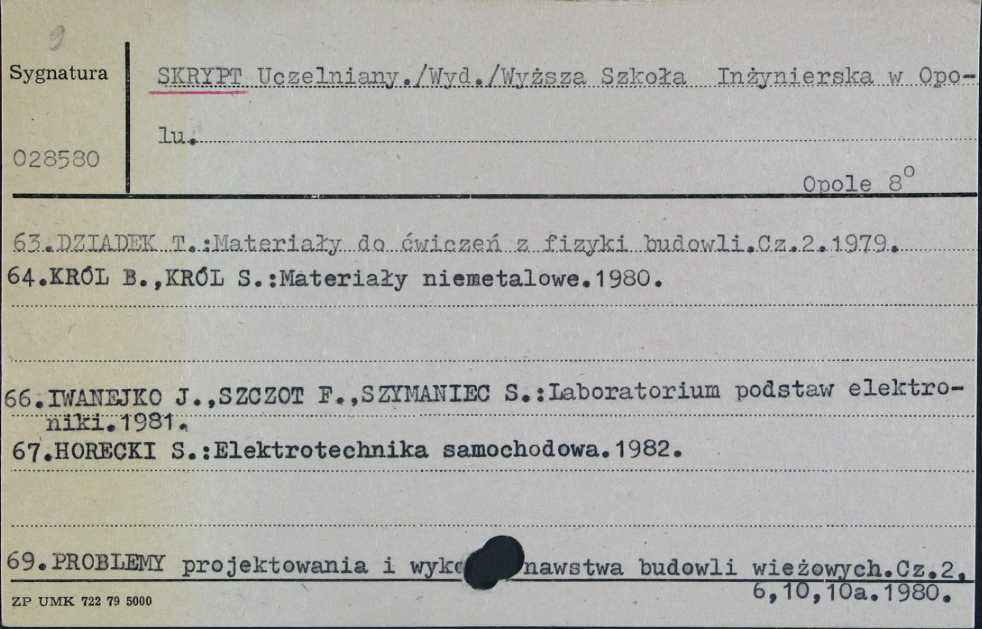 9
Sygnatura
SKRYPT Uczelniany./Wyd./Wyższa Szkoła Inżynierska w Opo-
lu.
028580
Opole 8°
63.DZIADEK T.:Materiały do ćwiczeń z fizyki budowli.Cz.2.1979.
64.KRÓL B.,KRÓL S.:Materiały niemetalowe.1980.
66.IWANEJKO J.,SZCZOT F.,SZYMANIEC S.:Laboratorium podstaw elektro-
niki.1981.
67.HORECKI S.:Elektrotechnika samochodowa.1982.
69.PROBLEMY projektowania i wyko nawstwa budowli wieżowych.Cz.2,
6,10,10a.1980.
ZP UMK 722 79 5000